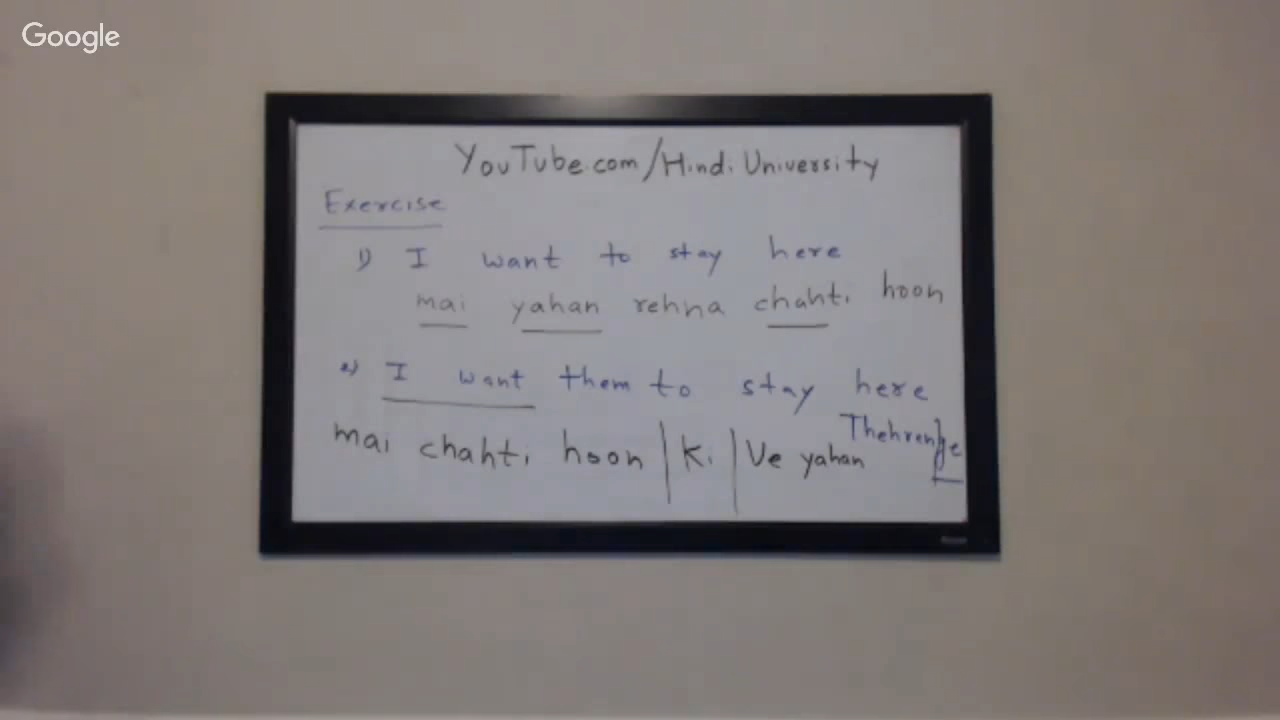 Google
YouTube.com/Hindi University
Exercise
1) I want to stay here
mai yahan rehna chahti hoon
2) I want them to stay here
mai chahti hoon | Ki | Ve yahan Thehrenge